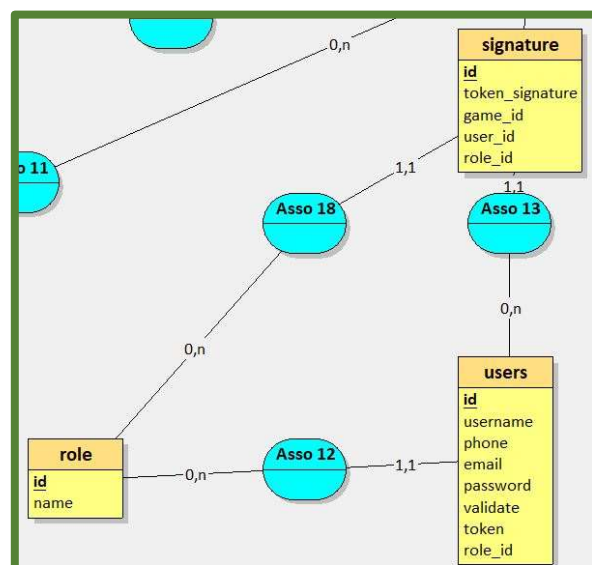 0,n
signature
id
token_signature
game_id
user_id
role_id
o 11
1,1
1,1
Asso 18
Asso 13
0,n
0,n
users
id
username
phone
email
password
validate
token
role_id
role
id
name
0,n
Asso 12
1,1